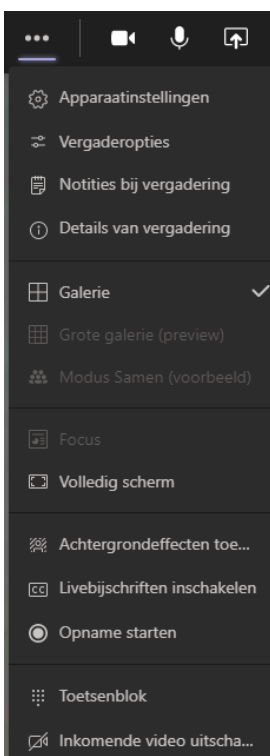 Apparaatinstellingen
Vergaderopties
Notities bij vergadering
Details van vergadering
Galerie
Grote galerie (preview)
Modus Samen (voorbeeld)
Focus
Volledig scherm
Achtergrondeffecten toe...
CC Livebijschriften inschakelen
Opname starten
Toetsenblok
Inkomende video uitscha...